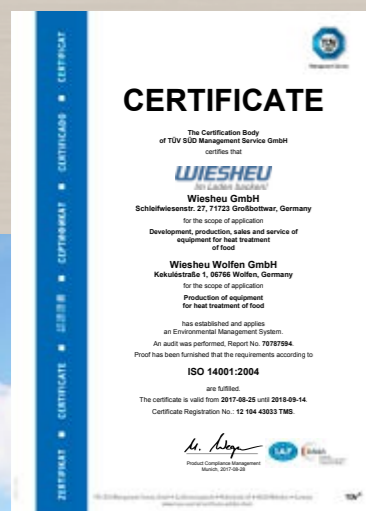 CERTIFICATE
The Certification Body
of TÜV SÜD Management Service GmbH
certifies that
WIESHEU
Im Laden backen!
Wiesheu GmbH
Schleifwiesenstr. 27, 71723 Großbottwar, Germany
for the scope of application
Development, production, sales and service of
equipment for heat treatment
of food
Wiesheu Wolfen GmbH
Kekuléstraße 1, 06766 Wolfen, Germany
for the scope of application
Production of equipment
for heat treatment of food
has established and applies
an Environmental Management System.
An audit was performed, Report No. 70787594.
Proof has been furnished that the requirements according to
ISO 14001:2004
are fulfilled.
The certificate is valid from 2017-08-25 until 2018-09-14.
Certificate Registration No.: 12 104 43033 TMS.
Product Compliance Management
Munich, 2017-08-28
IAF
TÜV®
ZERTIFIKAT ■ CERTIFICATE ■ ■ СЕРТИФИКАТ ■ CERTIFICADO ■ CERTIFICAT